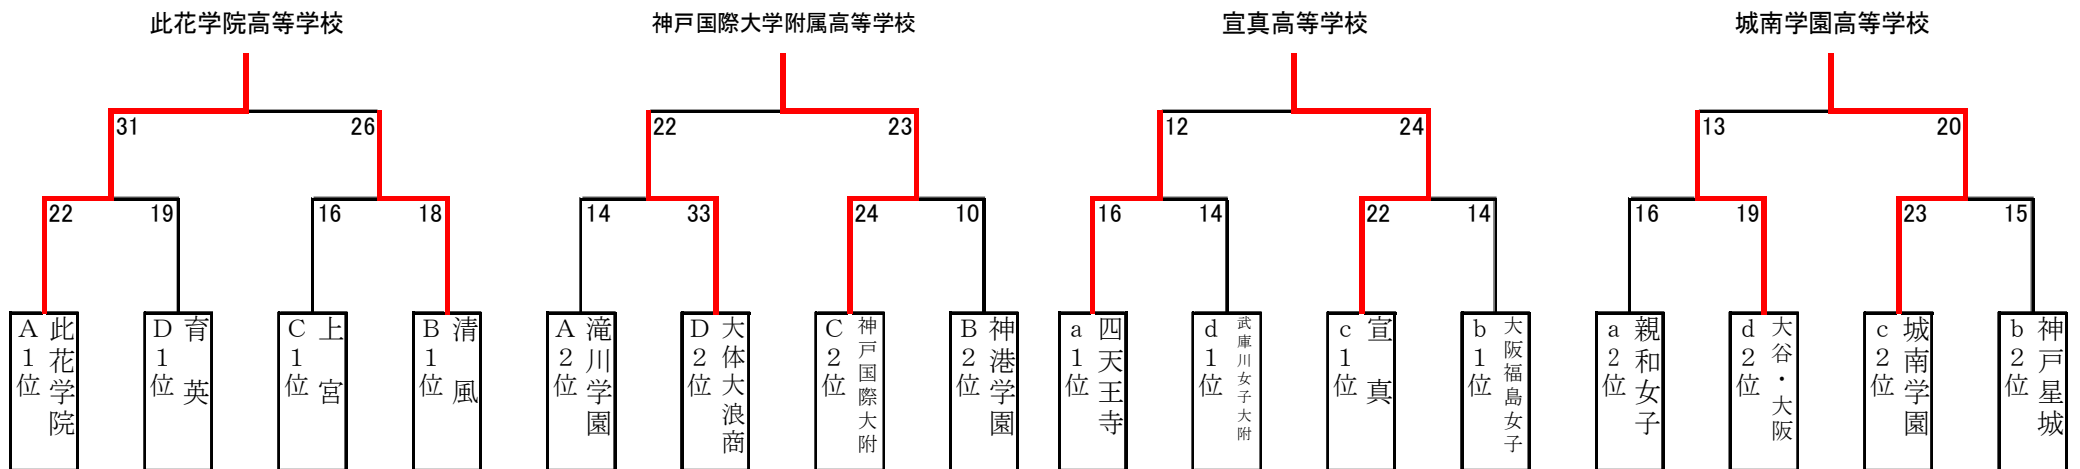 此花学院高等学校
神戸国際大学附属高等学校
宣真高等学校
城南学園高等学校
31
26
22
23
12
24
13
20
22
19
16
18
14
33
24
10
16
14
22
14
16
19
23
15
A1位
此花学院
D1位
育英
C1位
上宮
B1位
清風
A2位
滝川学園
D2位
大体大浪商
C2位
神戸国際大附
B2位
神港学園
a1位
四天王寺
d1位
武庫川女子大附
c1位
宣真
b1位
大阪福島女子
a2位
親和女子
d2位
大谷・大阪
c2位
城南学園
b2位
神戸星城